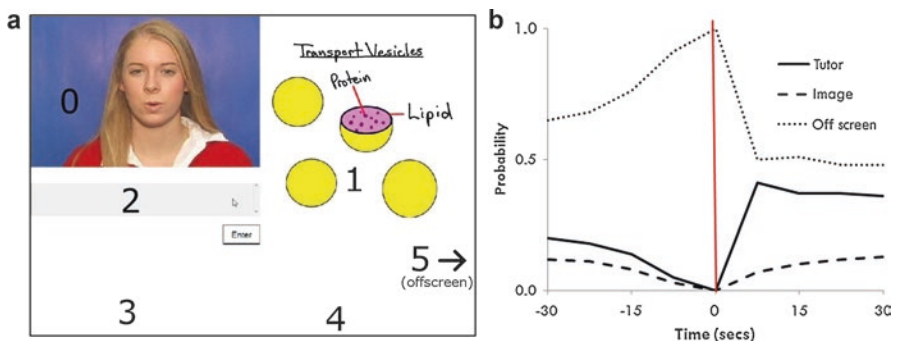 a
0
Transport Vesicles
Protein
Lipid
1
2
Enter
5 →
(offscreen)
3
4
b
1.0
0.5
0.0
Probability
Tutor
Image
Off screen
-30
-15
0
15
30
Time (secs)